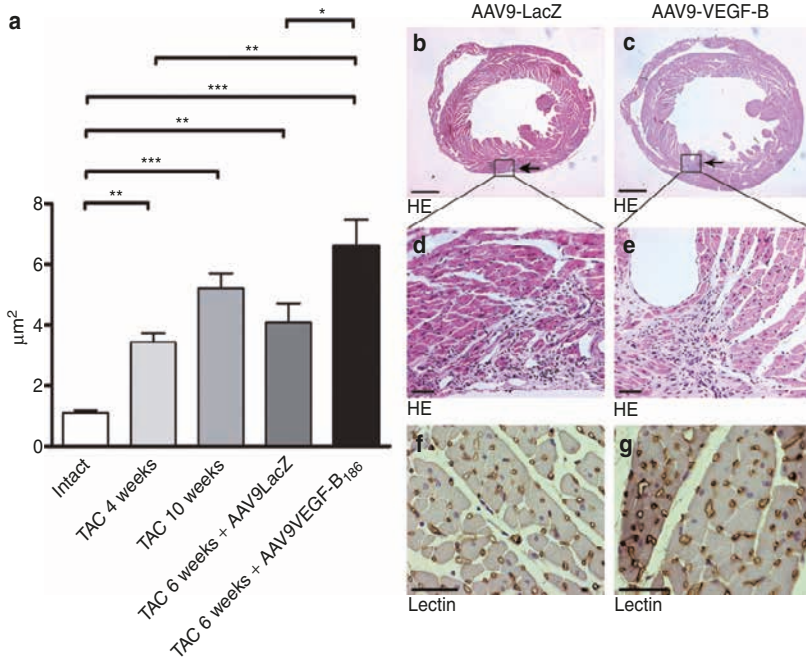 AAV9-LacZ
AAV9-VEGF-B
a
*
**
***
**
***
**
8
6
4
2
0
μm²
Intact
TAC 4 weeks
TAC 10 weeks
TAC 6 weeks + AAV9LacZ
TAC 6 weeks + AAV9VEGF-B₁₈₆
b
HE
c
HE
d
HE
e
HE
f
Lectin
g
Lectin